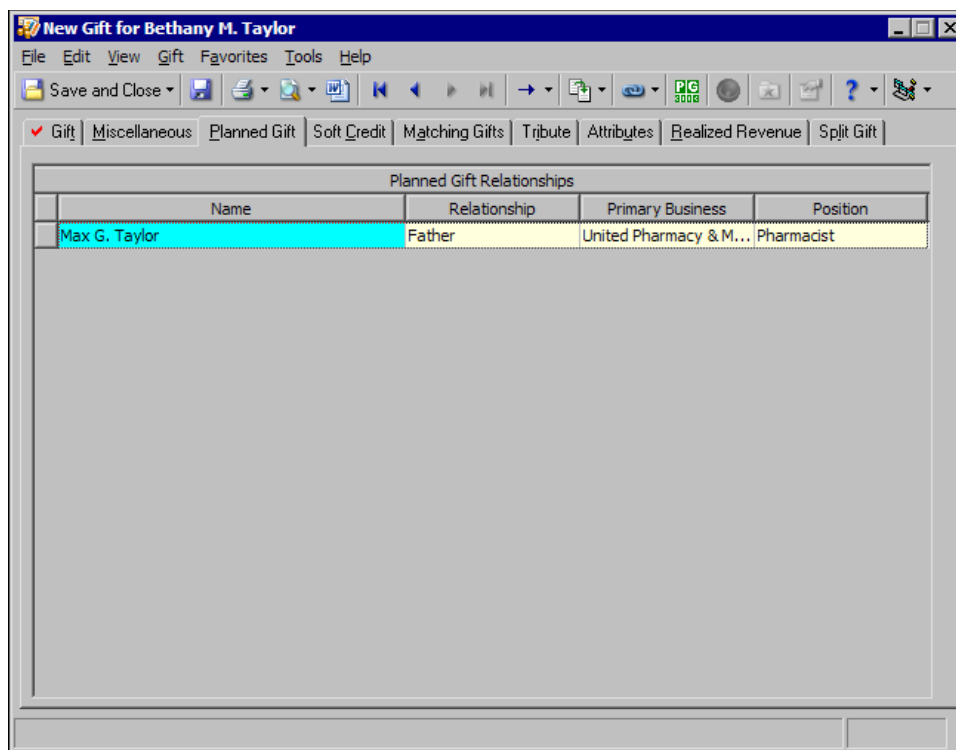 New Gift for Bethany M. Taylor
File Edit View Gift Favorites Tools Help
Save and Close W PG 3000 ?
Gift Miscellaneous Planned Gift Soft Credit Matching Gifts Tribute Attributes Realized Revenue Split Gift
Planned Gift Relationships
Name Relationship Primary Business Position
Max G. Taylor Father United Pharmacy & M... Pharmacist